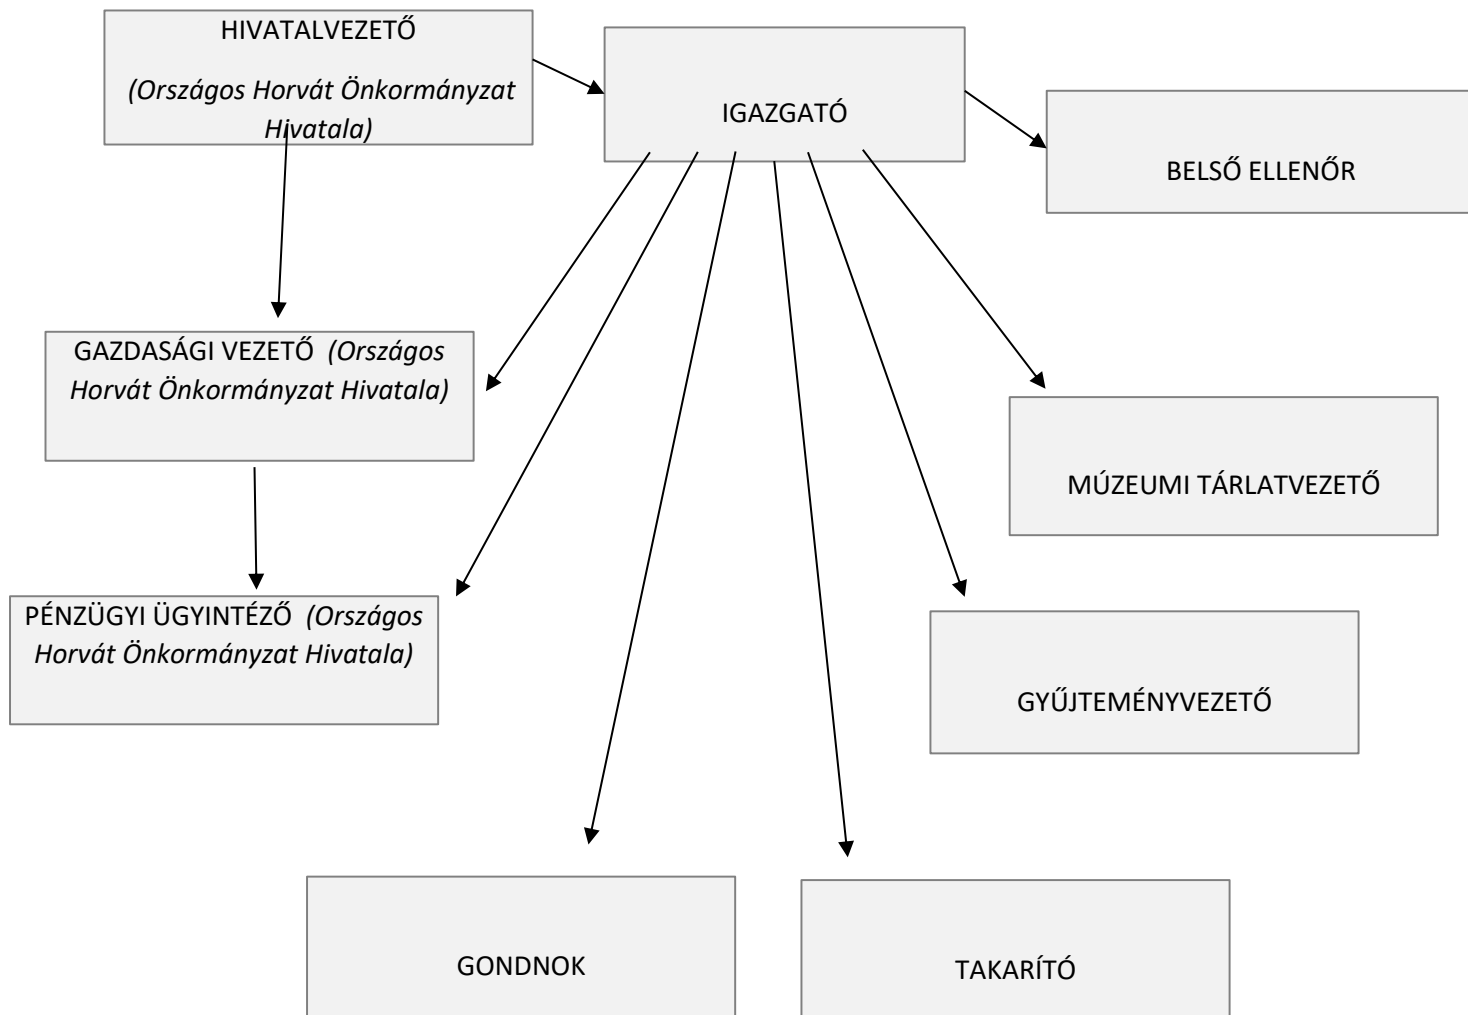 HIVATALVEZETŐ
(Országos Horvát Önkormányzat
Hivatala)
IGAZGATÓ
BELSŐ ELLENŐR
GAZDASÁGI VEZETŐ (Országos
Horvát Önkormányzat Hivatala)
MÚZEUMI TÁRLATVEZETŐ
PÉNZÜGYI ÜGYINTÉZŐ (Országos
Horvát Önkormányzat Hivatala)
GYŰJTEMÉNYVEZETŐ
GONDNOK
TAKARÍTÓ